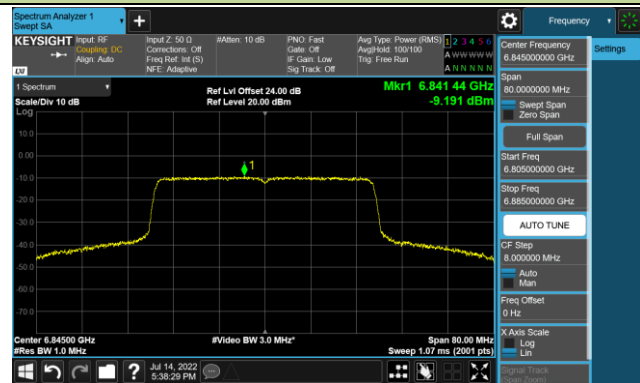 Spectrum Analyzer 1
Swept SA
Frequency
KEYSIGHT
Input: RF
Coupling: DC
Align: Auto
Input Z: 50 Ω
Corrections: Off
Freq Ref: Int (S)
NFE: Adaptive
#Atten: 10 dB
PNO: Fast
Gate: Off
IF Gain: Low
Sig Track: Off
Avg Type: Power (RMS)
Avg|Hold: 100/100
Trig: Free Run
1 2 3 4 5 6
A W W W W W
A N N N N N
LXI
1 Spectrum
Scale/Div 10 dB
Log
Ref Lvl Offset 24.00 dB
Ref Level 20.00 dBm
Mkr1 6.841 44 GHz
-9.191 dBm
10.0
0.00
-10.0
-20.0
-30.0
-40.0
-50.0
-60.0
-70.0
1
Center 6.84500 GHz
#Res BW 1.0 MHz
#Video BW 3.0 MHz*
Span 80.00 MHz
Sweep 1.07 ms (2001 pts)
Jul 14, 2022
5:38:29 PM
Center Frequency
6.845000000 GHz
Span
80.0000000 MHz
Swept Span
Zero Span
Full Span
Start Freq
6.805000000 GHz
Stop Freq
6.885000000 GHz
AUTO TUNE
CF Step
8.000000 MHz
Auto
Man
Freq Offset
0 Hz
X Axis Scale
Log
Lin
Signal Track
(Span Zoom)
Settings